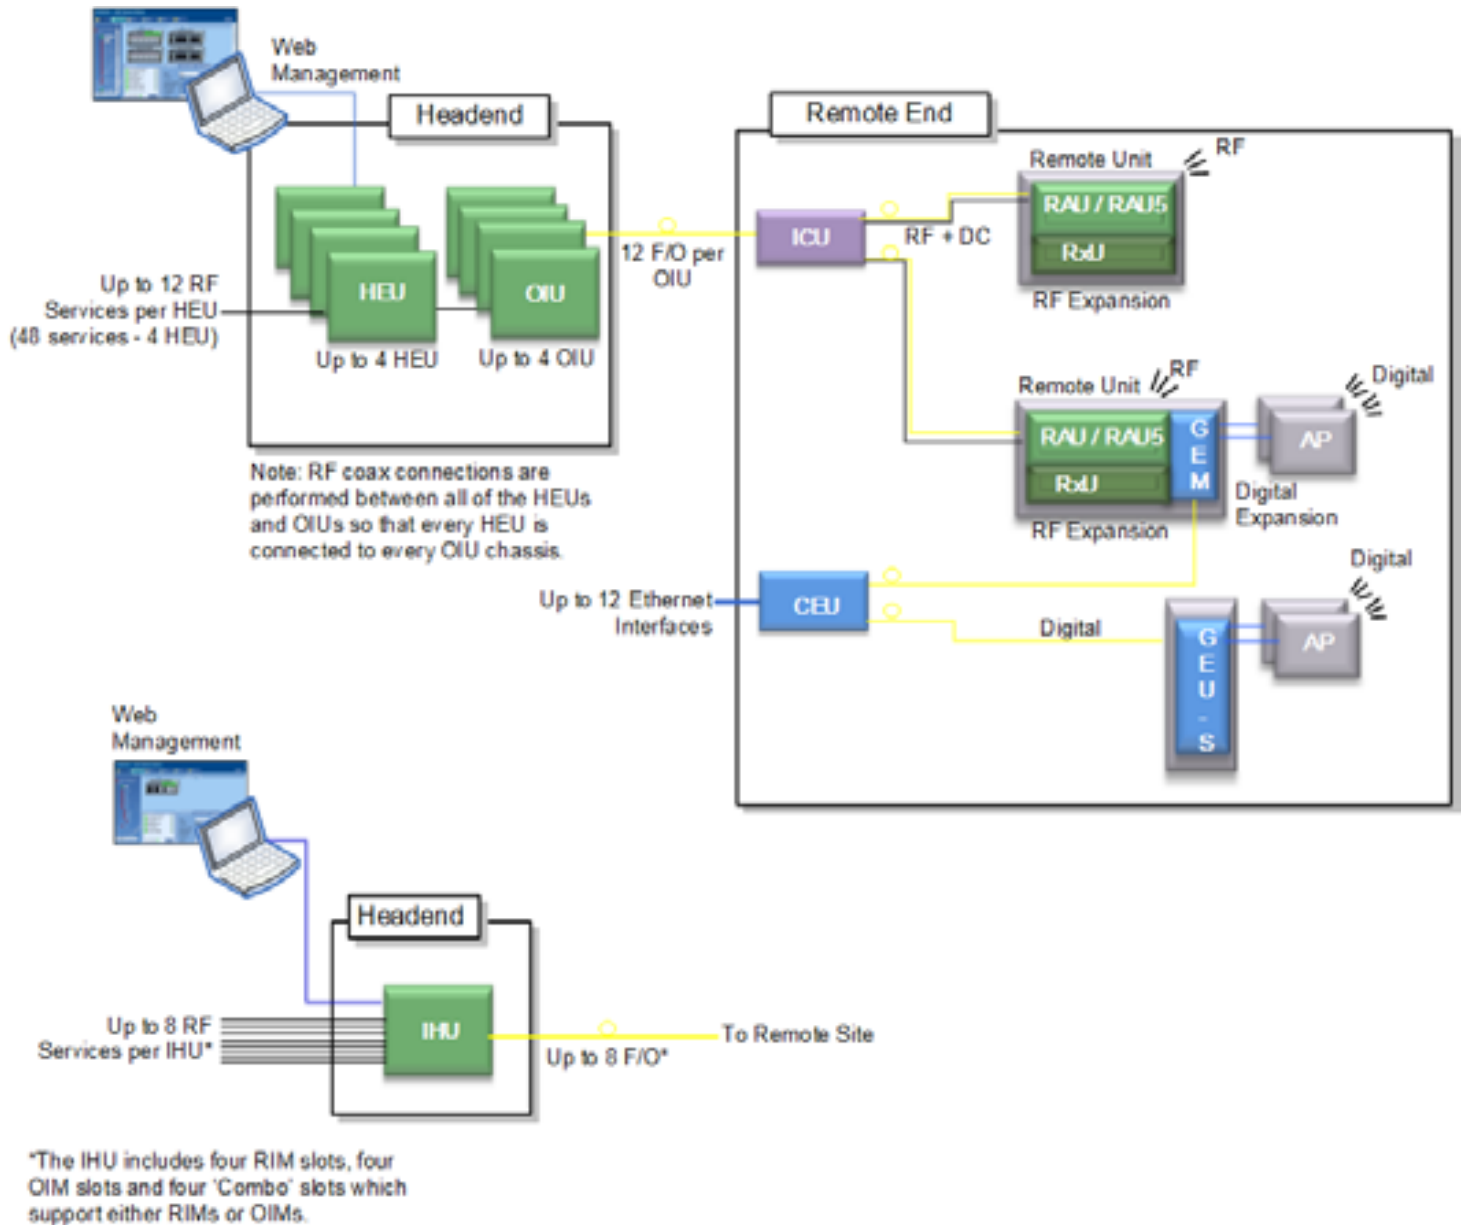 Web
Management
Headend
HEU
OIU
Up to 12 RF
Services per HEU
(48 services - 4 HEU)
Up to 4 HEU
Up to 4 OIU
12 F/O per
OIU
Note: RF coax connections are
performed between all of the HEUs
and OIUs so that every HEU is
connected to every OIU chassis.
Remote End
ICU
RF + DC
Remote Unit
RF
RAU / RAU5
RxU
RF Expansion
Remote Unit
RF
RAU / RAU5
RxU
GEM
RF Expansion
Digital
AP
Digital
Expansion
Up to 12 Ethernet
Interfaces
CEU
Digital
GEU-S
Digital
AP
Web
Management
Headend
IHU
Up to 8 RF
Services per IHU*
Up to 8 F/O*
To Remote Site
*The IHU includes four RIM slots, four
OIM slots and four 'Combo' slots which
support either RIMs or OIMs.